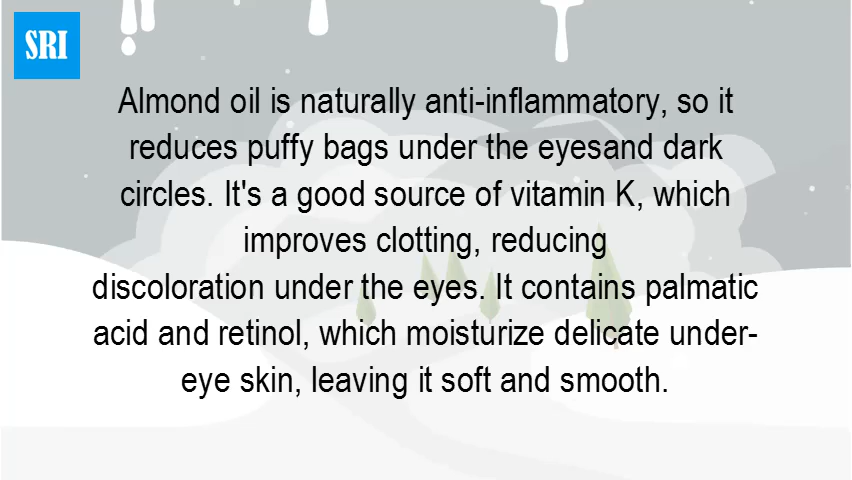 SRI
Almond oil is naturally anti-inflammatory, so it
reduces puffy bags under the eyesand dark
circles. It's a good source of vitamin K, which
improves clotting, reducing
discoloration under the eyes. It contains palmatic
acid and retinol, which moisturize delicate under-
eye skin, leaving it soft and smooth.